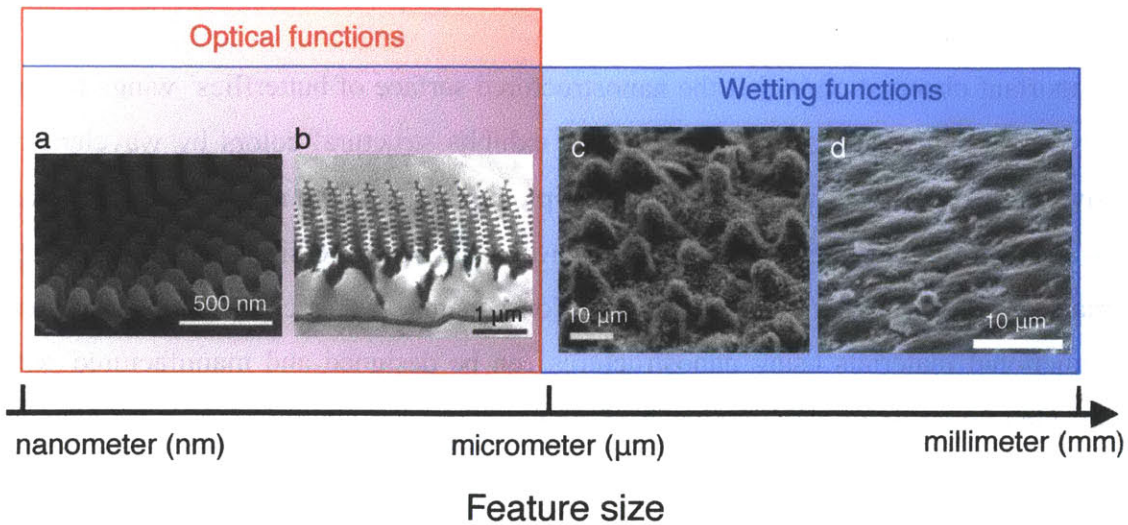 Optical functions
Wetting functions
a
b
c
d
500 nm
1 µm
10 µm
10 µm
nanometer (nm)
micrometer (µm)
millimeter (mm)
Feature size